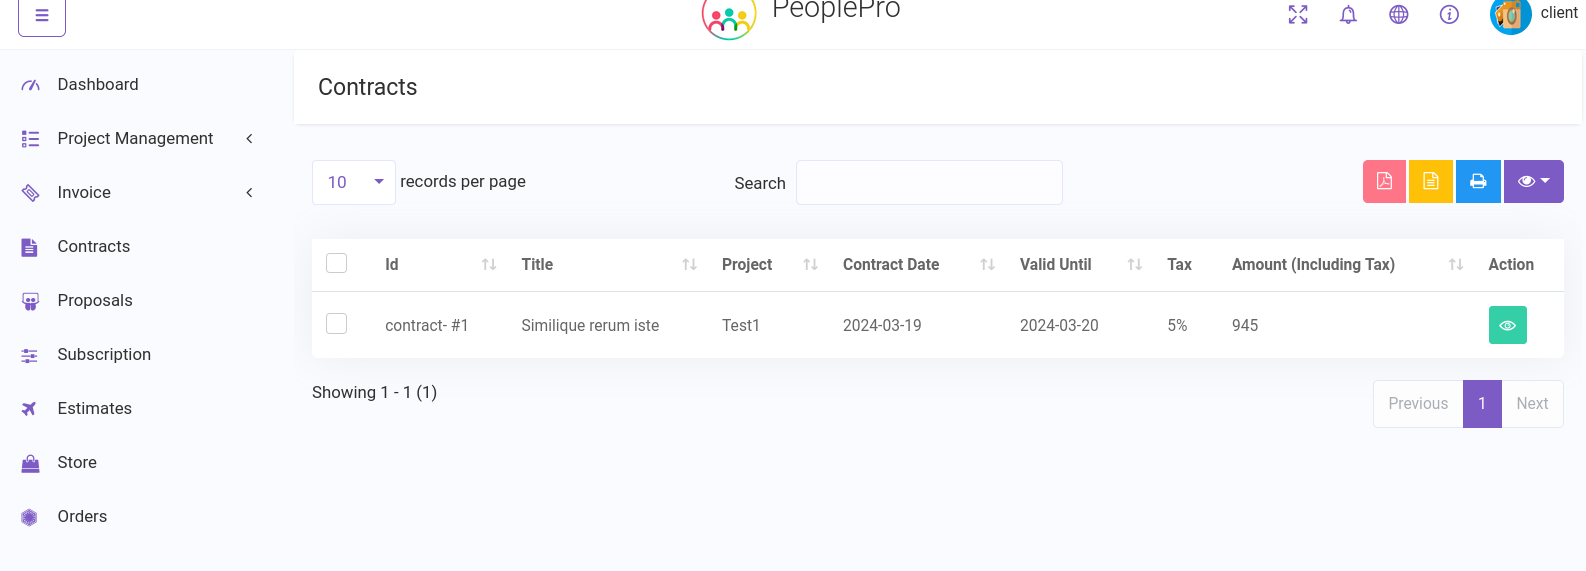 PeoplePro
client
Dashboard
Project Management
Invoice
Contracts
Proposals
Subscription
Estimates
Store
Orders
Contracts
10 records per page
Search
Id Title Project Contract Date Valid Until Tax Amount (Including Tax) Action
contract- #1 Similique rerum iste Test1 2024-03-19 2024-03-20 5% 945
Showing 1 - 1 (1)
Previous 1 Next